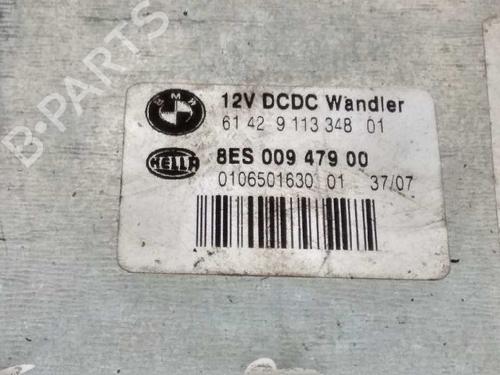 B-PARTS
BMW
12V DCDC Wandler
61 42 9 113 348 01
HELLA
8ES 009 479 00
0106501630 01 37/07